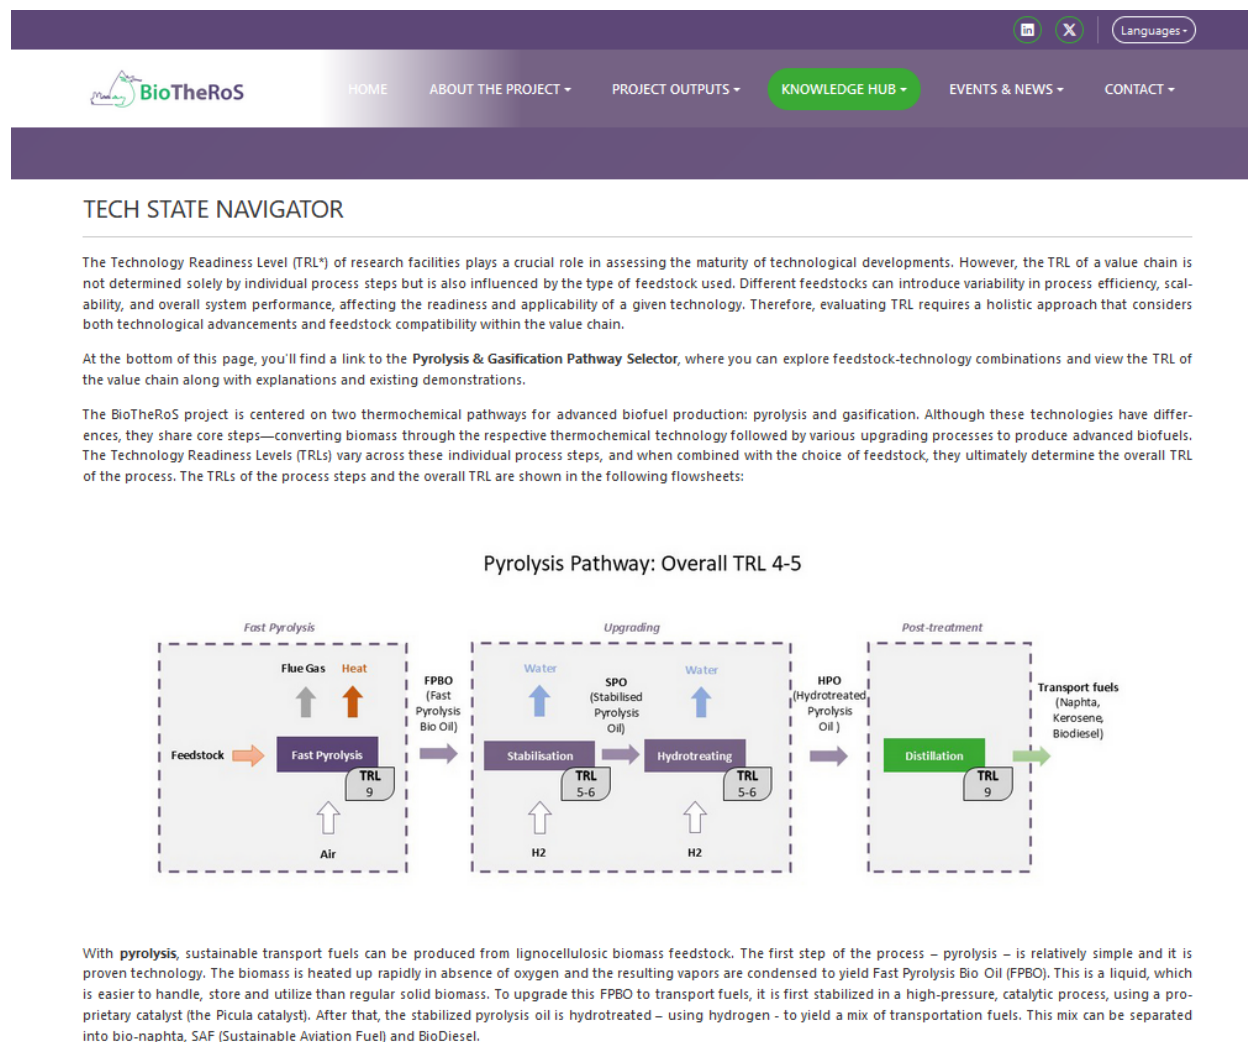 in X Languages
BioTheRoS HOME ABOUT THE PROJECT PROJECT OUTPUTS KNOWLEDGE HUB EVENTS & NEWS CONTACT
TECH STATE NAVIGATOR
The Technology Readiness Level (TRL*) of research facilities plays a crucial role in assessing the maturity of technological developments. However, the TRL of a value chain is
not determined solely by individual process steps but is also influenced by the type of feedstock used. Different feedstocks can introduce variability in process efficiency, scal-
ability, and overall system performance, affecting the readiness and applicability of a given technology. Therefore, evaluating TRL requires a holistic approach that considers
both technological advancements and feedstock compatibility within the value chain.
At the bottom of this page, you'll find a link to the Pyrolysis & Gasification Pathway Selector, where you can explore feedstock-technology combinations and view the TRL of
the value chain along with explanations and existing demonstrations.
The BioTheRoS project is centered on two thermochemical pathways for advanced biofuel production: pyrolysis and gasification. Although these technologies have differ-
ences, they share core steps—converting biomass through the respective thermochemical technology followed by various upgrading processes to produce advanced biofuels.
The Technology Readiness Levels (TRLs) vary across these individual process steps, and when combined with the choice of feedstock, they ultimately determine the overall TRL
of the process. The TRLs of the process steps and the overall TRL are shown in the following flowsheets:
Pyrolysis Pathway: Overall TRL 4-5
Fast Pyrolysis
Flue Gas
Heat
Feedstock
Fast Pyrolysis
TRL
9
Air
FPBO
(Fast
Pyrolysis
Bio Oil)
Upgrading
Water
Stabilisation
TRL
5-6
H2
SPO
(Stabilised
Pyrolysis
Oil)
Water
Hydrotreating
TRL
5-6
H2
HPO
(Hydrotreated
Pyrolysis
Oil )
Post-treatment
Distillation
TRL
9
Transport fuels
(Naphta,
Kerosene,
Biodiesel)
With pyrolysis, sustainable transport fuels can be produced from lignocellulosic biomass feedstock. The first step of the process – pyrolysis – is relatively simple and it is
proven technology. The biomass is heated up rapidly in absence of oxygen and the resulting vapors are condensed to yield Fast Pyrolysis Bio Oil (FPBO). This is a liquid, which
is easier to handle, store and utilize than regular solid biomass. To upgrade this FPBO to transport fuels, it is first stabilized in a high-pressure, catalytic process, using a pro-
prietary catalyst (the Picula catalyst). After that, the stabilized pyrolysis oil is hydrotreated – using hydrogen - to yield a mix of transportation fuels. This mix can be separated
into bio-naphta, SAF (Sustainable Aviation Fuel) and BioDiesel.